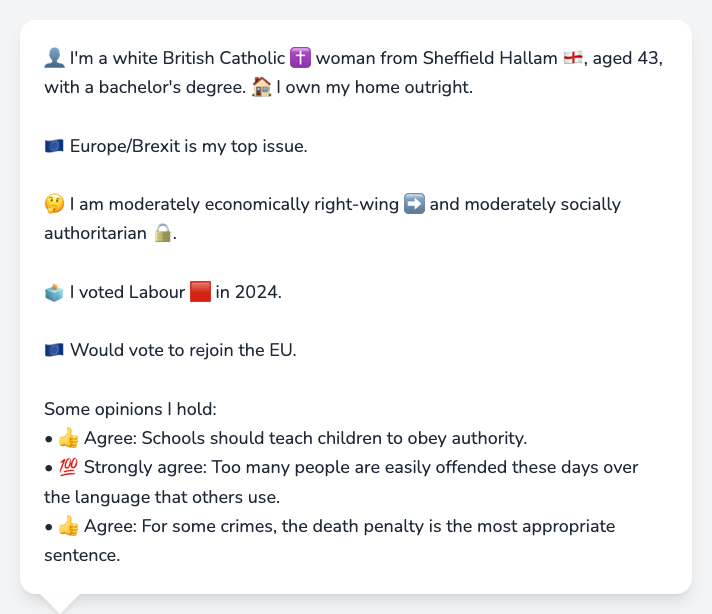 👤 I'm a white British Catholic ✝️ woman from Sheffield Hallam 🏴󠁧󠁢󠁥󠁮󠁧󠁿, aged 43,
with a bachelor's degree. 🏠 I own my home outright.
🇪🇺 Europe/Brexit is my top issue.
🤔 I am moderately economically right-wing ➡️ and moderately socially
authoritarian 🔒.
🗳️ I voted Labour 🟥 in 2024.
🇪🇺 Would vote to rejoin the EU.
Some opinions I hold:
• 👍 Agree: Schools should teach children to obey authority.
• 💯 Strongly agree: Too many people are easily offended these days over
the language that others use.
• 👍 Agree: For some crimes, the death penalty is the most appropriate
sentence.